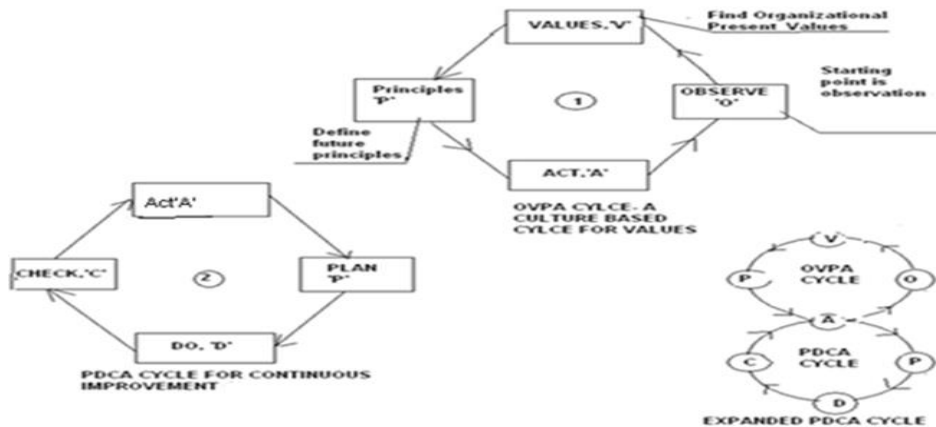 VALUES,'V'
Find Organizational
Present Values
Principles
'P'
1
OBSERVE
'O'
Starting
point is
observation
Define
future
principles
ACT,'A'
OVPA CYLCE- A
CULTURE BASED
CYLCE FOR VALUES
Act'A'
CHECK,'C'
2
PLAN
'P'
DO, 'D'
PDCA CYCLE FOR CONTINUOUS
IMPROVEMENT
V
P
OVPA
CYCLE
O
A
C
PDCA
CYCLE
P
D
EXPANDED PDCA CYCLE